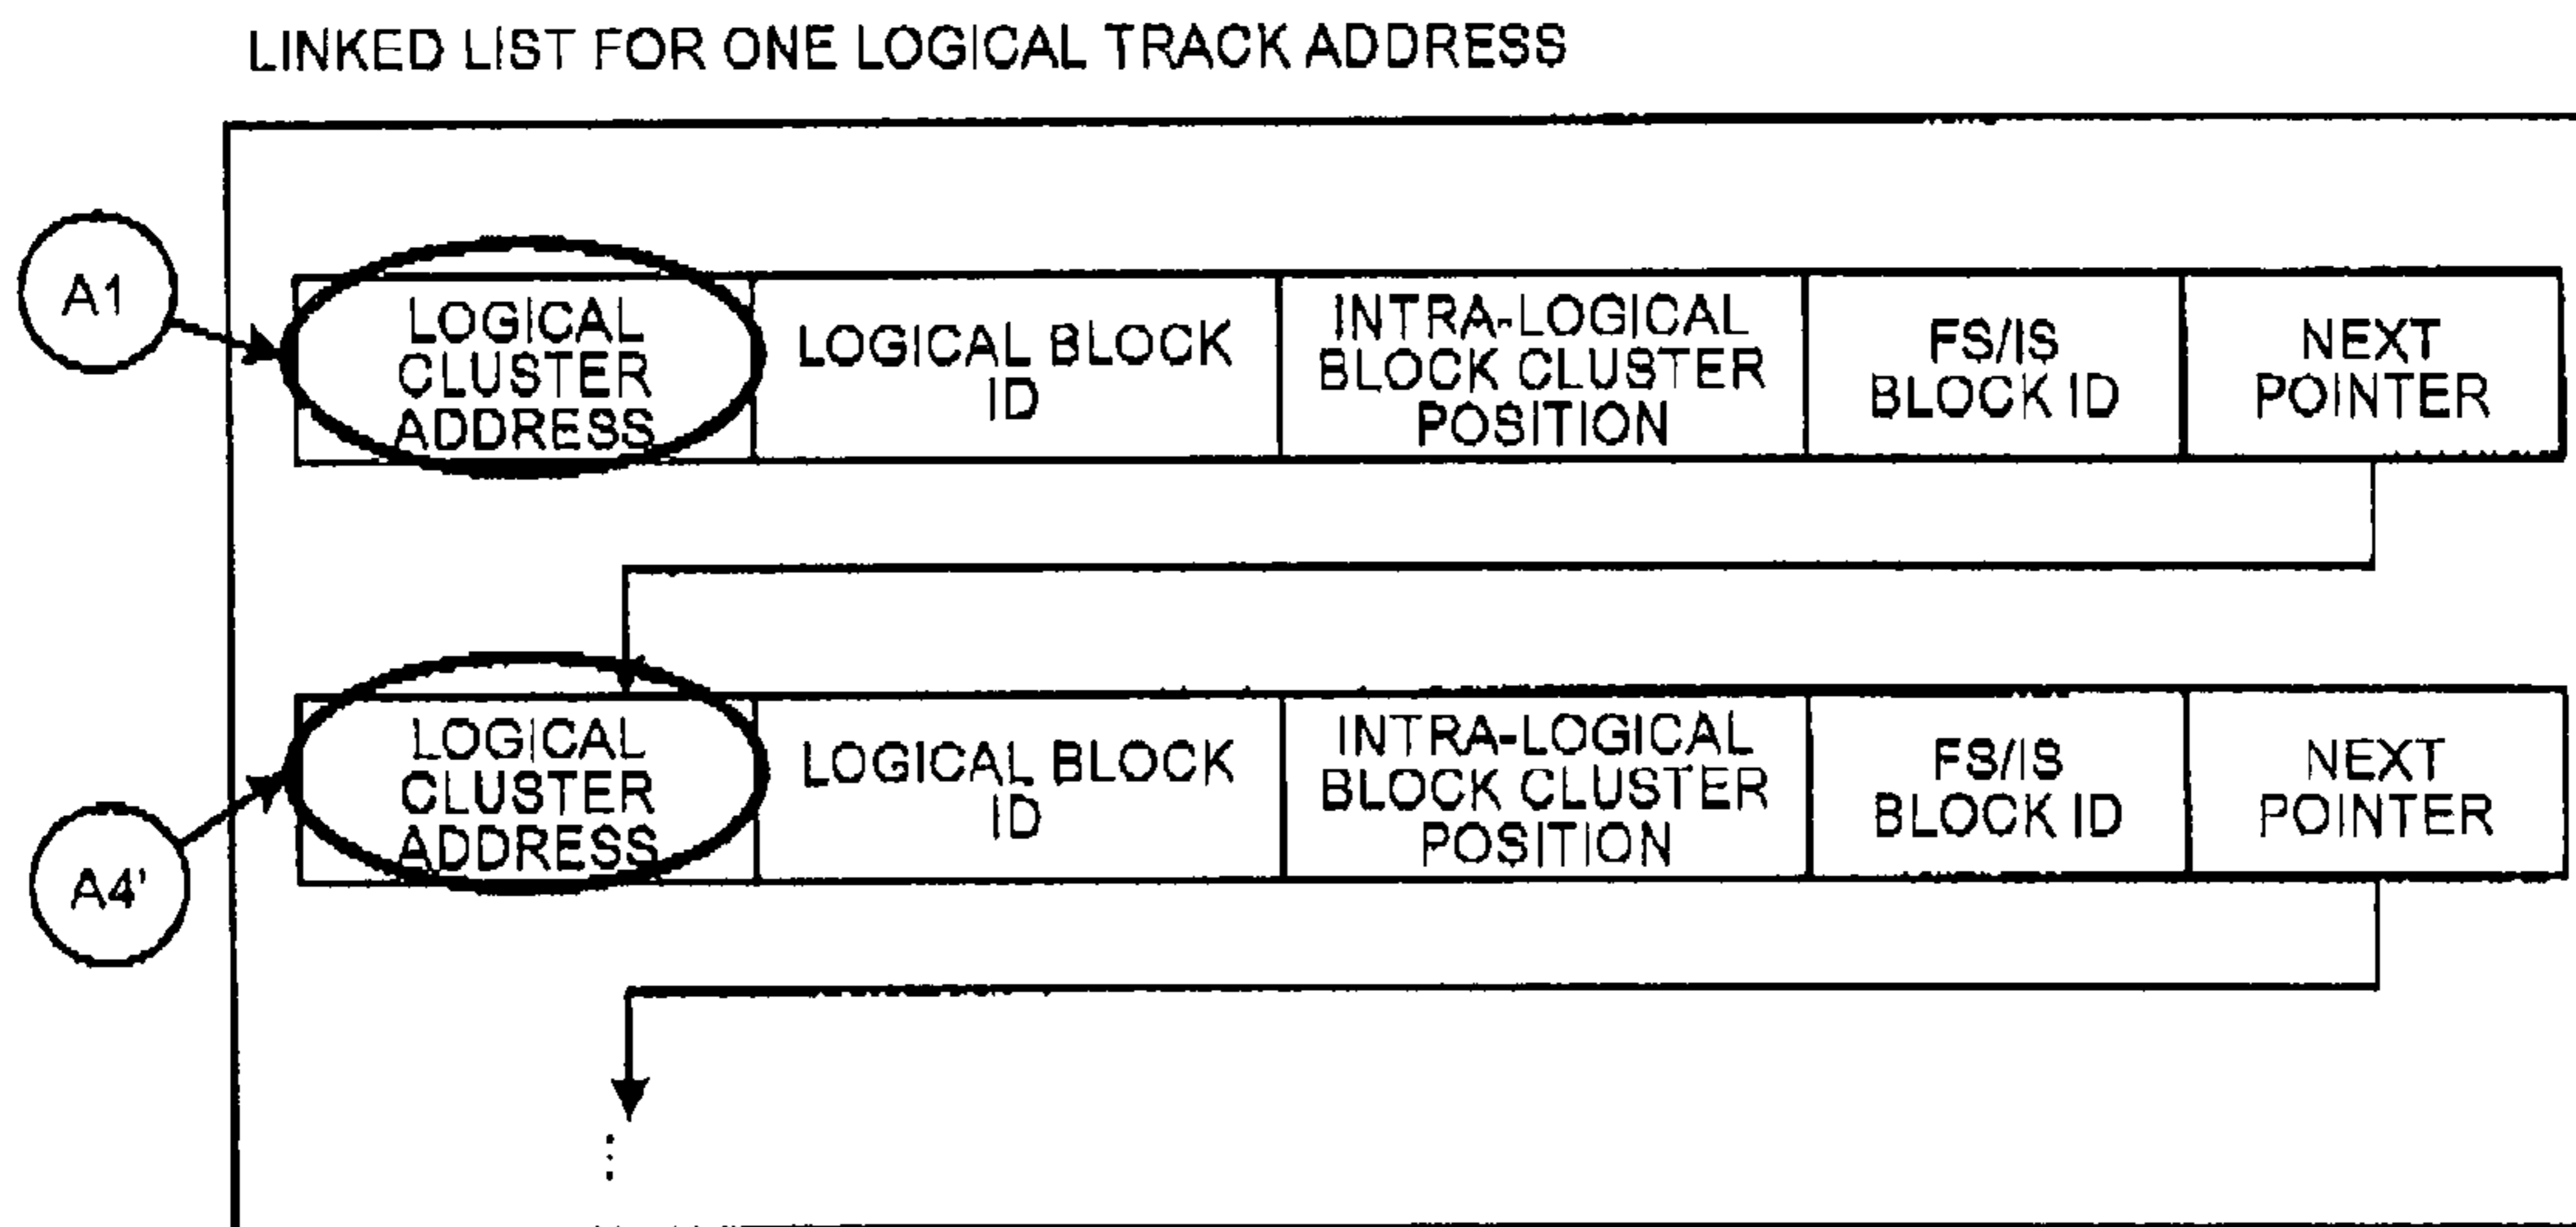 LINKED LIST FOR ONE LOGICAL TRACK ADDRESS
A1
LOGICAL
CLUSTER
ADDRESS
LOGICAL BLOCK
ID
INTRA-LOGICAL
BLOCK CLUSTER
POSITION
FS/IS
BLOCK ID
NEXT
POINTER
A4'
LOGICAL
CLUSTER
ADDRESS
LOGICAL BLOCK
ID
INTRA-LOGICAL
BLOCK CLUSTER
POSITION
FS/IS
BLOCK ID
NEXT
POINTER